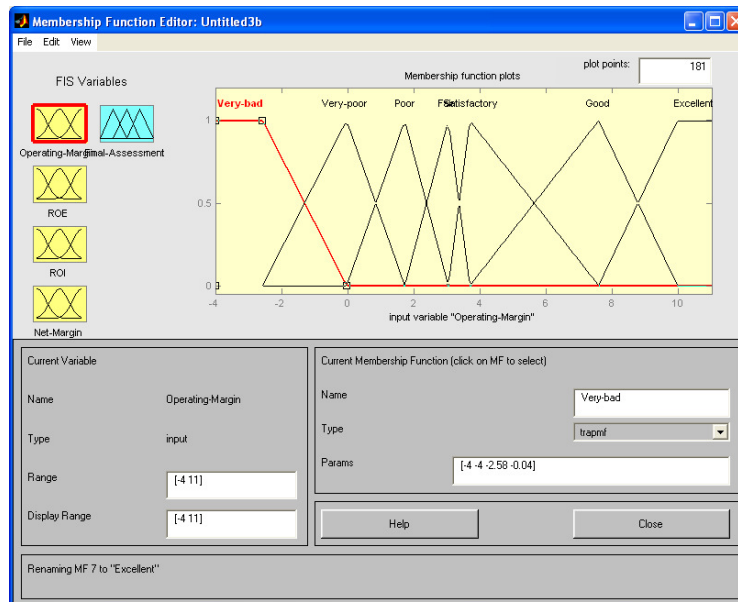 Membership Function Editor: Untitled3b
File Edit View
FIS Variables
Operating-Margin
Final-Assessment
ROE
ROI
Net-Margin
plot points:
181
Membership function plots
Very-bad
Very-poor
Poor
Satisfactory
Good
Excellent
1
0.5
0
-4
-2
0
2
4
6
8
10
input variable "Operating-Margin"
Current Variable
Name
Operating-Margin
Type
input
Range
[-4 11]
Display Range
[-4 11]
Current Membership Function (click on MF to select)
Name
Very-bad
Type
trapmf
Params
[-4 -4 -2.58 -0.04]
Help
Close
Renaming MF 7 to "Excellent"